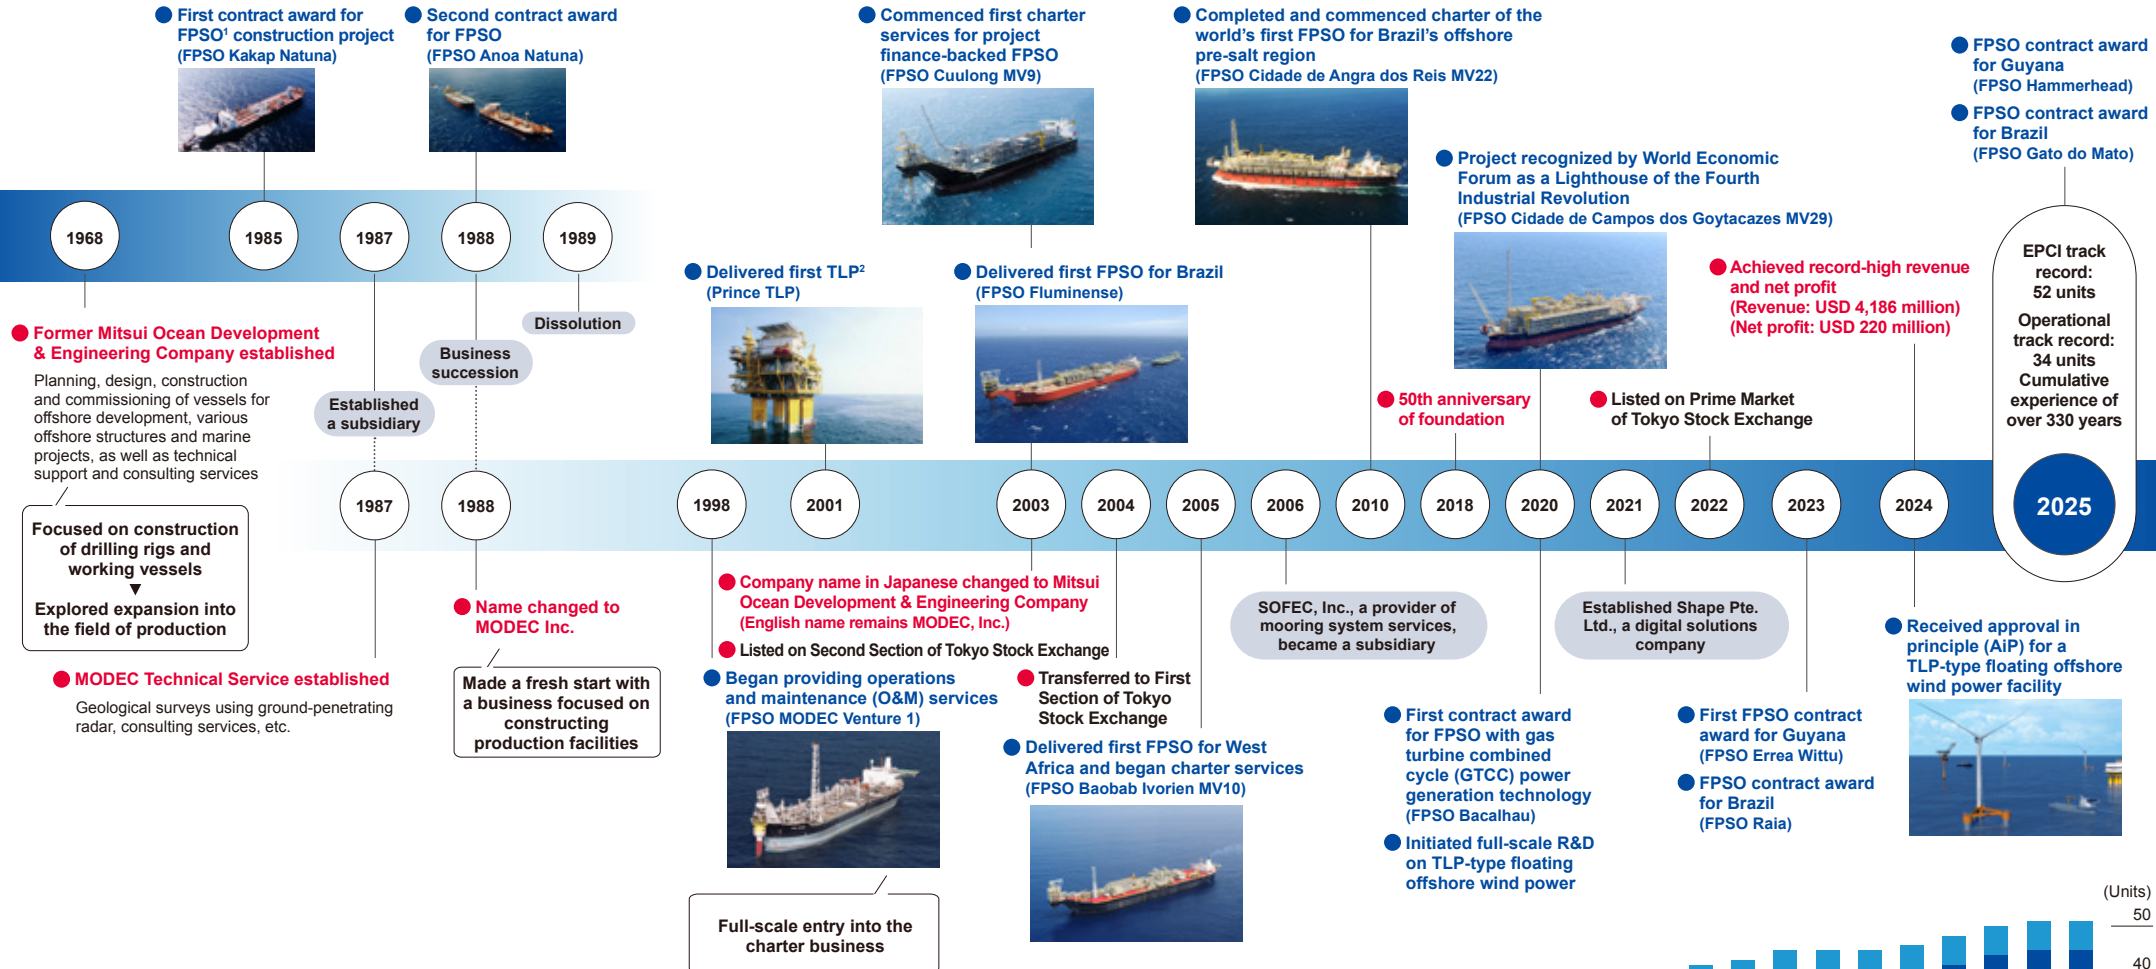 First contract award for
FPSO¹ construction project
(FPSO Kakap Natuna)
Second contract award
for FPSO
(FPSO Anoa Natuna)
Commenced first charter
services for project
finance-backed FPSO
(FPSO Cuulong MV9)
Completed and commenced charter of the
world's first FPSO for Brazil's offshore
pre-salt region
(FPSO Cidade de Angra dos Reis MV22)
FPSO contract award
for Guyana
(FPSO Hammerhead)
FPSO contract award
for Brazil
(FPSO Gato do Mato)
Project recognized by World Economic
Forum as a Lighthouse of the Fourth
Industrial Revolution
(FPSO Cidade de Campos dos Goytacazes MV29)
1968
1985
1987
1988
1989
Delivered first TLP²
(Prince TLP)
Delivered first FPSO for Brazil
(FPSO Fluminense)
Achieved record-high revenue
and net profit
(Revenue: USD 4,186 million)
(Net profit: USD 220 million)
EPCI track
record:
52 units
Operational
track record:
34 units
Cumulative
experience of
over 330 years
Former Mitsui Ocean Development
& Engineering Company established
Planning, design, construction
and commissioning of vessels for
offshore development, various
offshore structures and marine
projects, as well as technical
support and consulting services
Established
a subsidiary
Business
succession
Dissolution
50th anniversary
of foundation
Listed on Prime Market
of Tokyo Stock Exchange
1987
1988
1998
2001
2003
2004
2005
2006
2010
2018
2020
2021
2022
2023
2024
2025
Focused on construction
of drilling rigs and
working vessels
▼
Explored expansion into
the field of production
MODEC Technical Service established
Geological surveys using ground-penetrating
radar, consulting services, etc.
Name changed to
MODEC Inc.
Made a fresh start with
a business focused on
constructing
production facilities
Company name in Japanese changed to Mitsui
Ocean Development & Engineering Company
(English name remains MODEC, Inc.)
Listed on Second Section of Tokyo Stock Exchange
Began providing operations
and maintenance (O&M) services
(FPSO MODEC Venture 1)
Full-scale entry into the
charter business
Transferred to First
Section of Tokyo
Stock Exchange
Delivered first FPSO for West
Africa and began charter services
(FPSO Baobab Ivorien MV10)
SOFEC, Inc., a provider of
mooring system services,
became a subsidiary
Established Shape Pte.
Ltd., a digital solutions
company
First contract award
for FPSO with gas
turbine combined
cycle (GTCC) power
generation technology
(FPSO Bacalhau)
Initiated full-scale R&D
on TLP-type floating
offshore wind power
First FPSO contract
award for Guyana
(FPSO Errea Wittu)
FPSO contract award
for Brazil
(FPSO Raia)
Received approval in
principle (AiP) for a
TLP-type floating offshore
wind power facility
(Units)
50
40